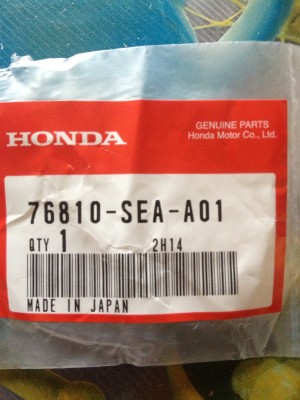 GENUINE PARTS
HONDA Honda Motor Co., Ltd.
76810-SEA-A01
QTY 1 2H14
MADE IN JAPAN